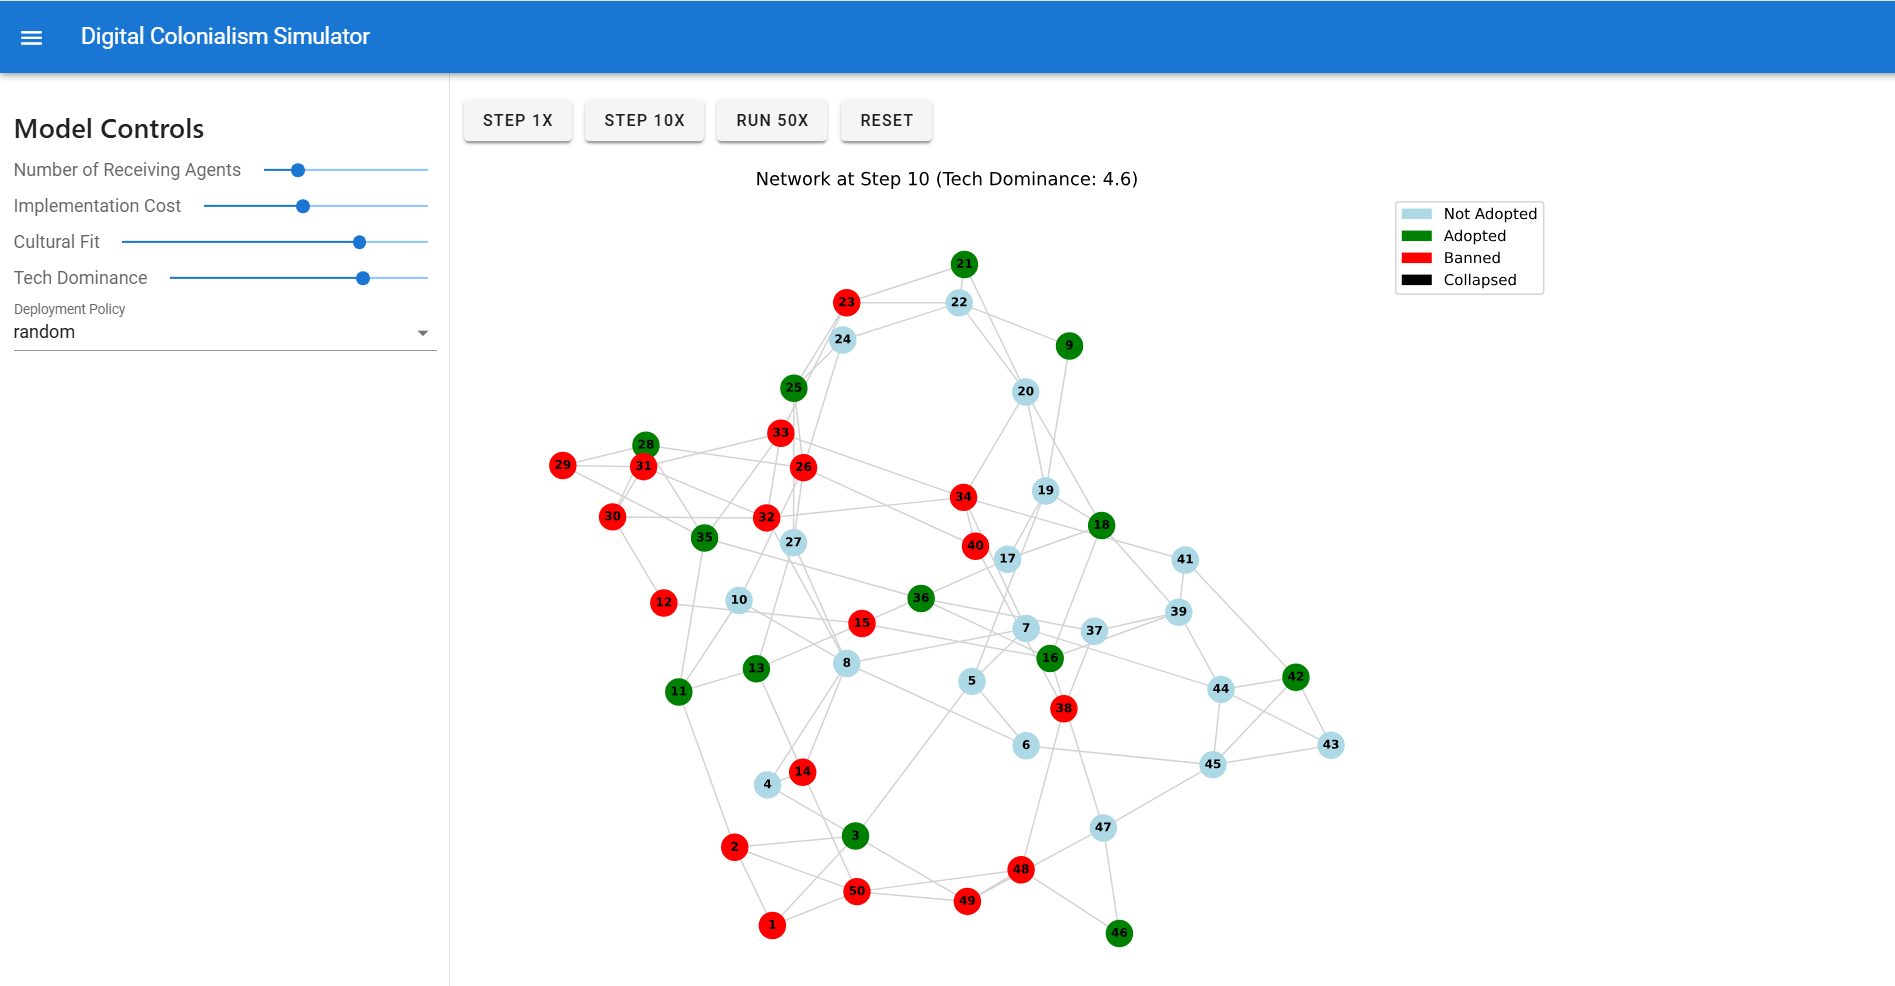 Digital Colonialism Simulator
Model Controls
Number of Receiving Agents
Implementation Cost
Cultural Fit
Tech Dominance
Deployment Policy
random
STEP 1X
STEP 10X
RUN 50X
RESET
Network at Step 10 (Tech Dominance: 4.6)
Not Adopted
Adopted
Banned
Collapsed
21
23
22
24
9
25
20
33
28
29
31
26
19
34
30
32
18
35
27
40
17
41
36
10
12
39
15
7
37
16
8
13
42
5
44
11
38
6
43
45
14
4
47
3
2
48
50
49
1
46